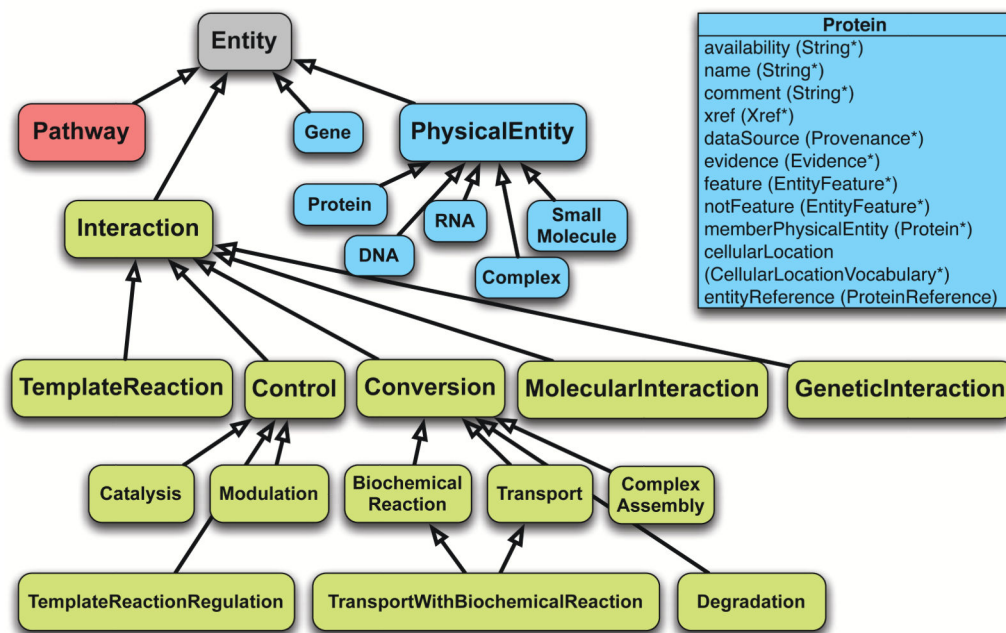 Entity
Pathway
Gene
PhysicalEntity
Protein
RNA
Small
Molecule
DNA
Complex
Interaction
TemplateReaction
Control
Conversion
MolecularInteraction
GeneticInteraction
Catalysis
Modulation
Biochemical
Reaction
Transport
Complex
Assembly
TemplateReactionRegulation
TransportWithBiochemicalReaction
Degradation
Protein
availability (String*)
name (String*)
comment (String*)
xref (Xref*)
dataSource (Provenance*)
evidence (Evidence*)
feature (EntityFeature*)
notFeature (EntityFeature*)
memberPhysicalEntity (Protein*)
cellularLocation
(CellularLocationVocabulary*)
entityReference (ProteinReference)